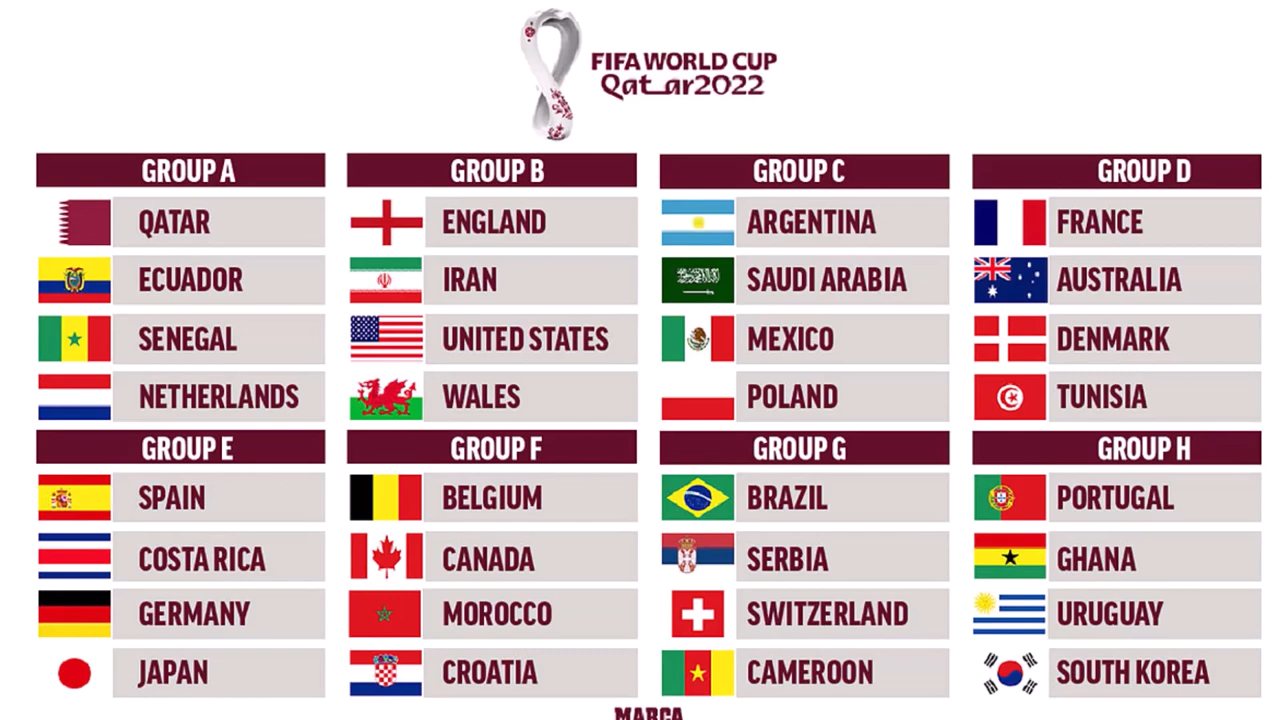 FIFA WORLD CUP
Qatar2022
GROUP A
QATAR
ECUADOR
SENEGAL
NETHERLANDS
GROUP B
ENGLAND
IRAN
UNITED STATES
WALES
GROUP C
ARGENTINA
SAUDI ARABIA
MEXICO
POLAND
GROUP D
FRANCE
AUSTRALIA
DENMARK
TUNISIA
GROUP E
SPAIN
COSTA RICA
GERMANY
JAPAN
GROUP F
BELGIUM
CANADA
MOROCCO
CROATIA
GROUP G
BRAZIL
SERBIA
SWITZERLAND
CAMEROON
GROUP H
PORTUGAL
GHANA
URUGUAY
SOUTH KOREA
MARCA